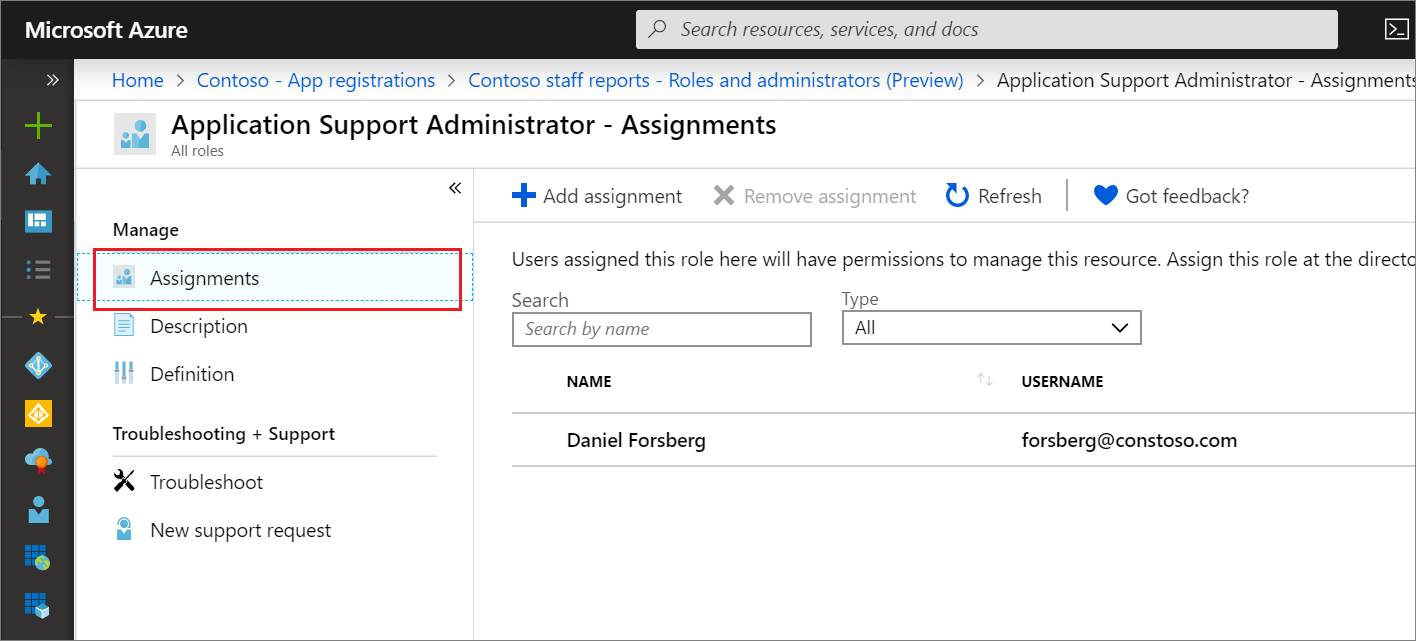 Microsoft Azure
Search resources, services, and docs
Home > Contoso - App registrations > Contoso staff reports - Roles and administrators (Preview) > Application Support Administrator - Assignments
Application Support Administrator - Assignments
All roles
Add assignment Remove assignment Refresh Got feedback?
Manage
Assignments
Description
Definition
Troubleshooting + Support
Troubleshoot
New support request
Users assigned this role here will have permissions to manage this resource. Assign this role at the directo
Search Type
Search by name All
NAME USERNAME
Daniel Forsberg forsberg@constoso.com